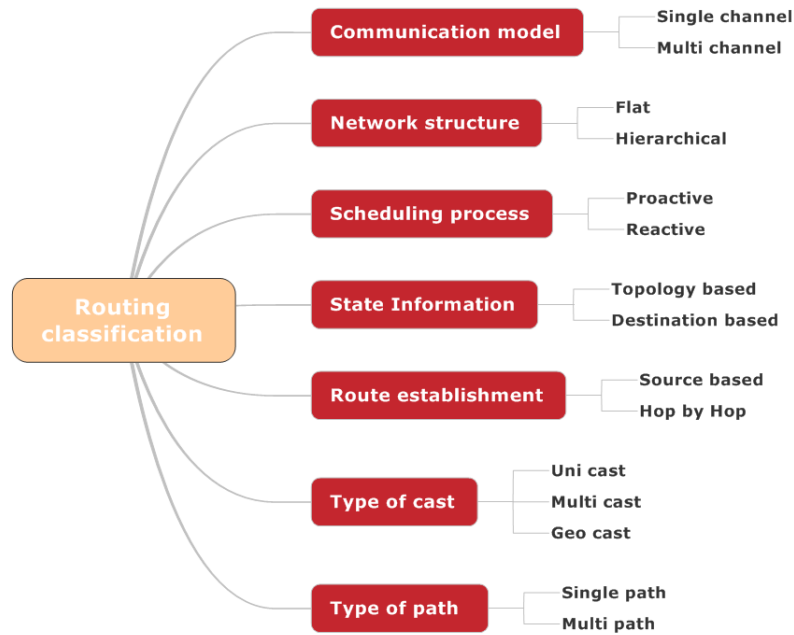 Communication model
Single channel
Multi channel
Network structure
Flat
Hierarchical
Scheduling process
Proactive
Reactive
Routing
classification
State Information
Topology based
Destination based
Route establishment
Source based
Hop by Hop
Type of cast
Uni cast
Multi cast
Geo cast
Type of path
Single path
Multi path